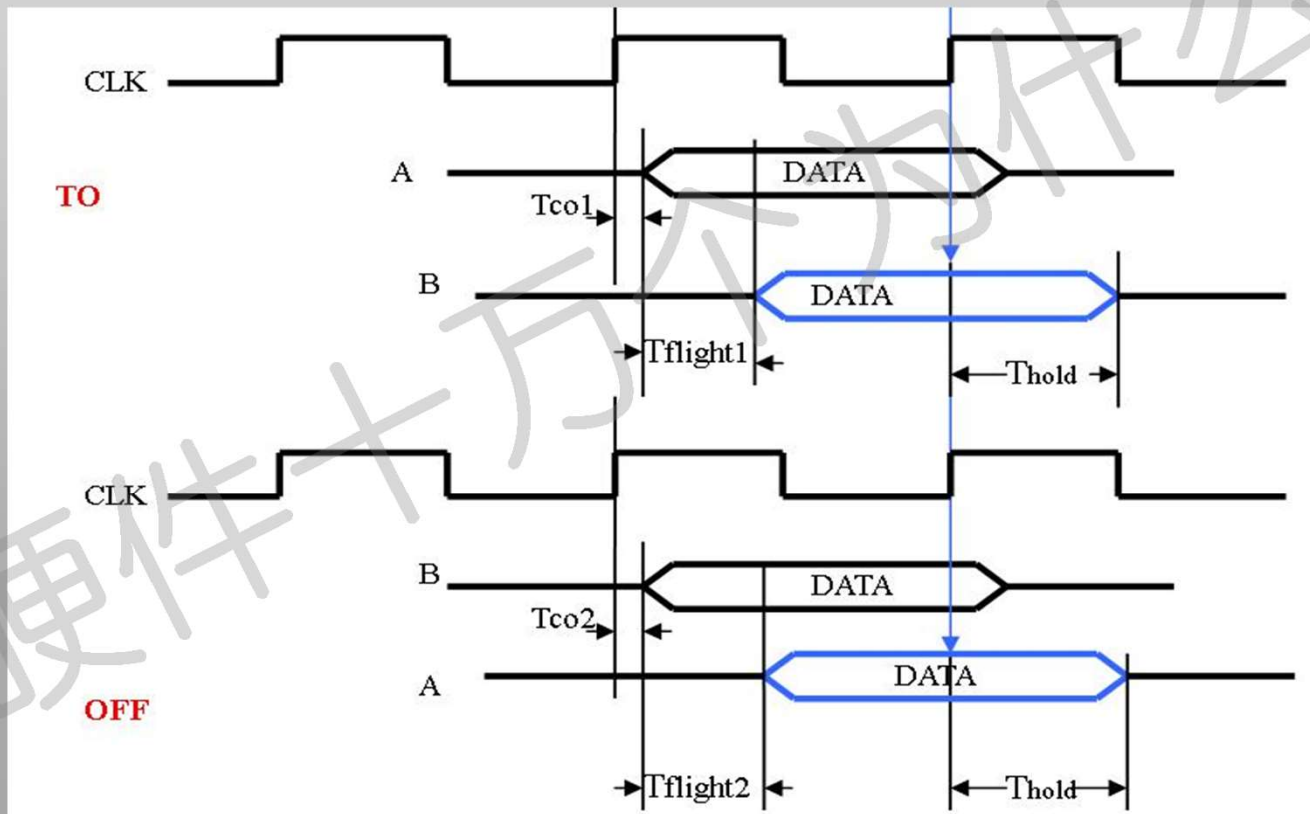 CLK
A
DATA
TO
Tco1
B
DATA
Tflight1
Thold
CLK
B
DATA
Tco2
A
DATA
OFF
Tflight2
Thold
硬件十万个为什么